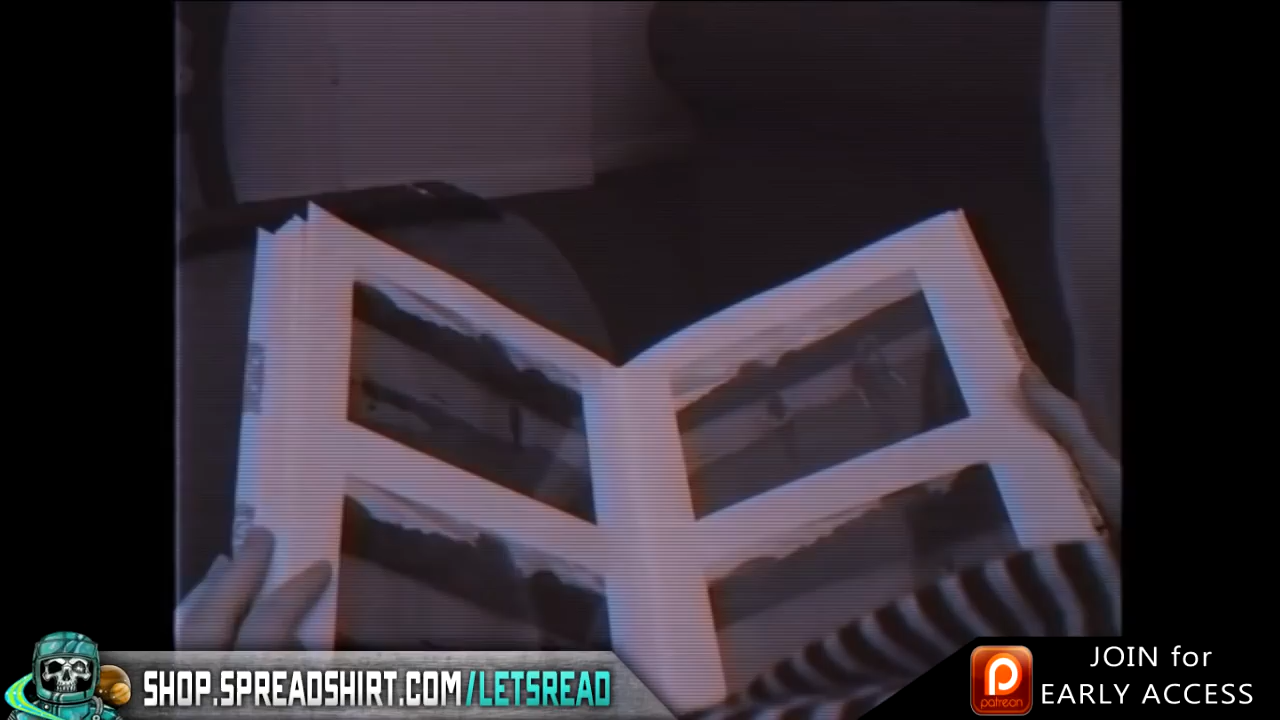 SHOP.SPREADSHIRT.COM/LETSREAD
patreon
JOIN for
EARLY ACCESS